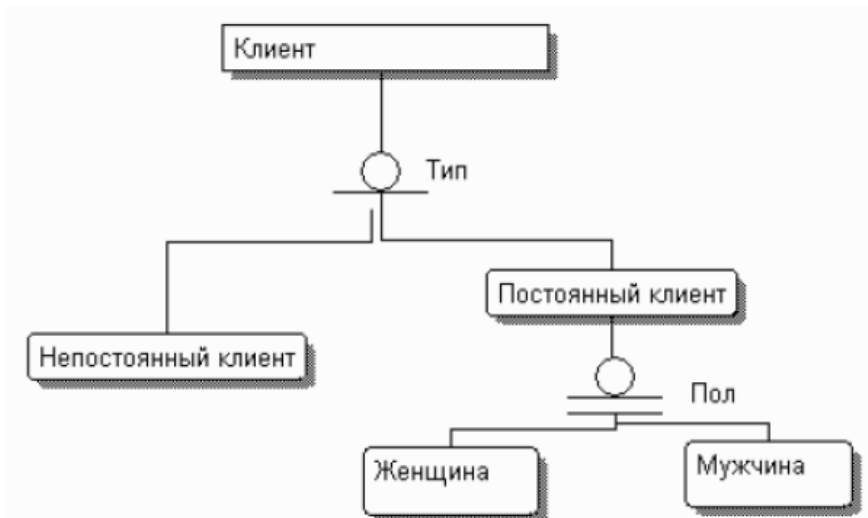 Клиент
Тип
Постоянный клиент
Непостоянный клиент
Пол
Женщина
Мужчина